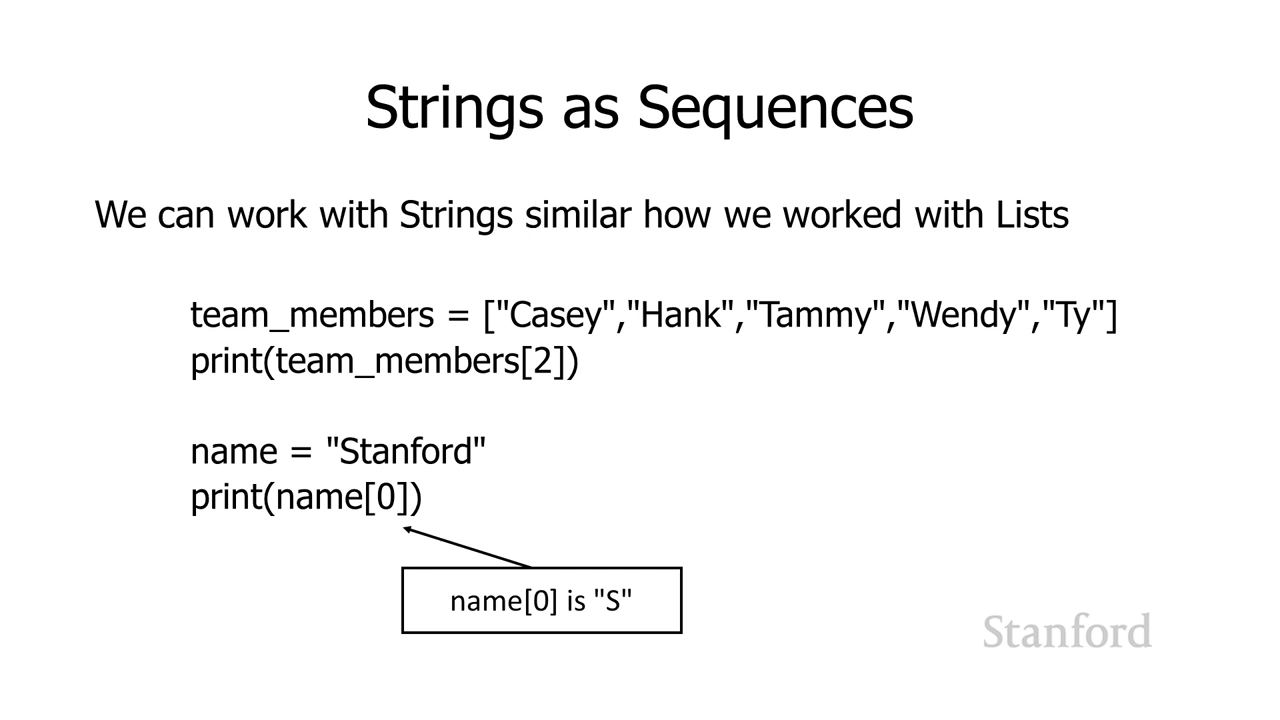 Strings as Sequences
We can work with Strings similar how we worked with Lists
team_members = ["Casey","Hank","Tammy","Wendy","Ty"]
print(team_members[2])
name = "Stanford"
print(name[0])
name[0] is "S"
Stanford